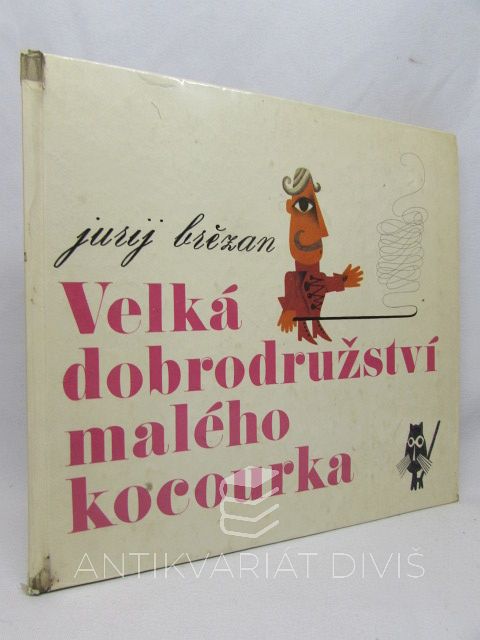 jurij brězan
Velká
dobrodružství
malého
kocourka
ANTIKVARIÁT DIVIŠ